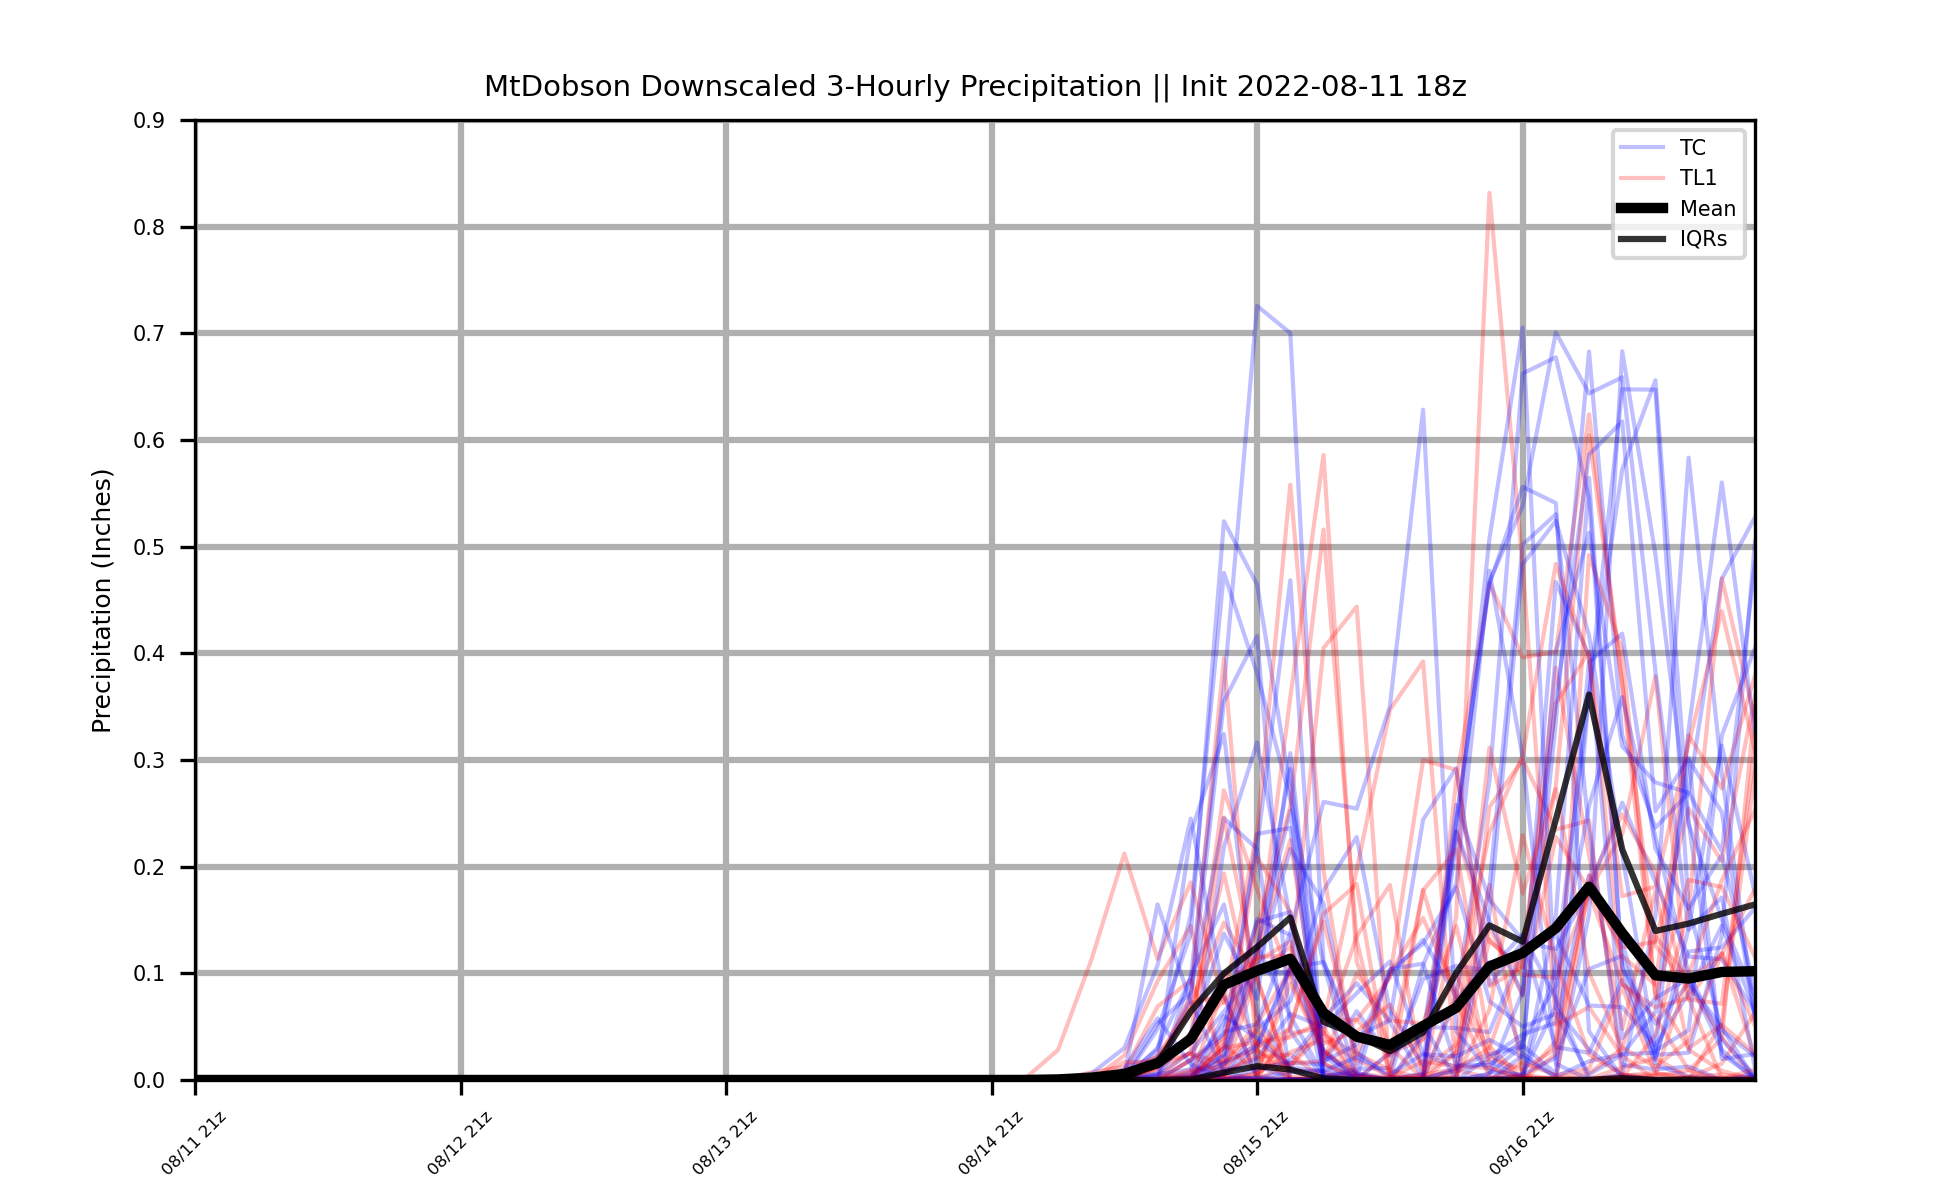 MtDobson Downscaled 3-Hourly Precipitation || Init 2022-08-11 18z
TC
TL1
Mean
IQRs
Precipitation (Inches)
0.9
0.8
0.7
0.6
0.5
0.4
0.3
0.2
0.1
0.0
08/11 21z
08/12 21z
08/13 21z
08/14 21z
08/15 21z
08/16 21z